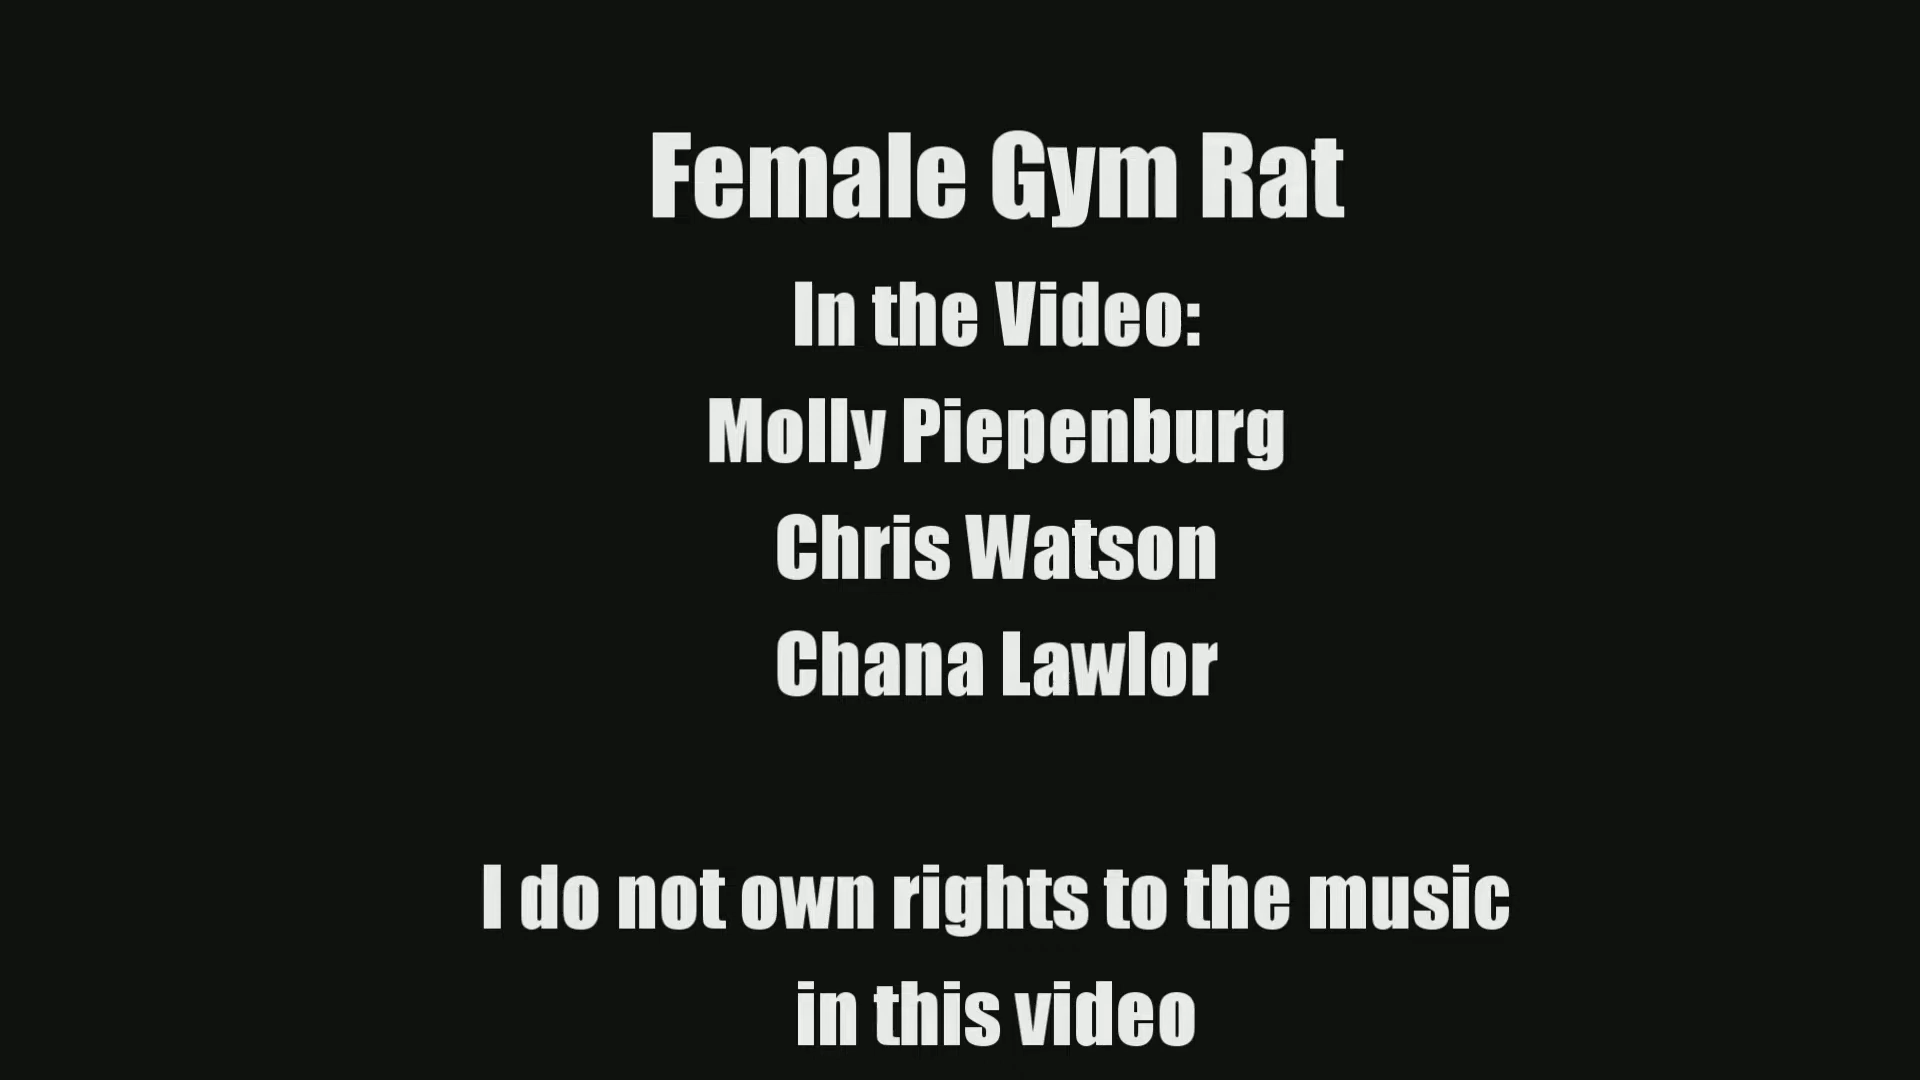 Female Gym Rat
In the Video:
Molly Piepenburg
Chris Watson
Chana Lawlor
I do not own rights to the music
in this video